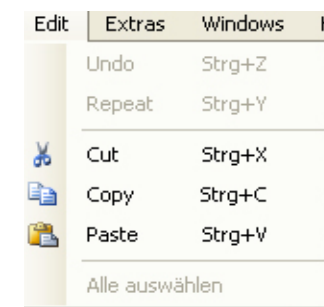 Edit Extras Windows
Undo Strg+Z
Repeat Strg+Y
Cut Strg+X
Copy Strg+C
Paste Strg+V
Alle auswählen